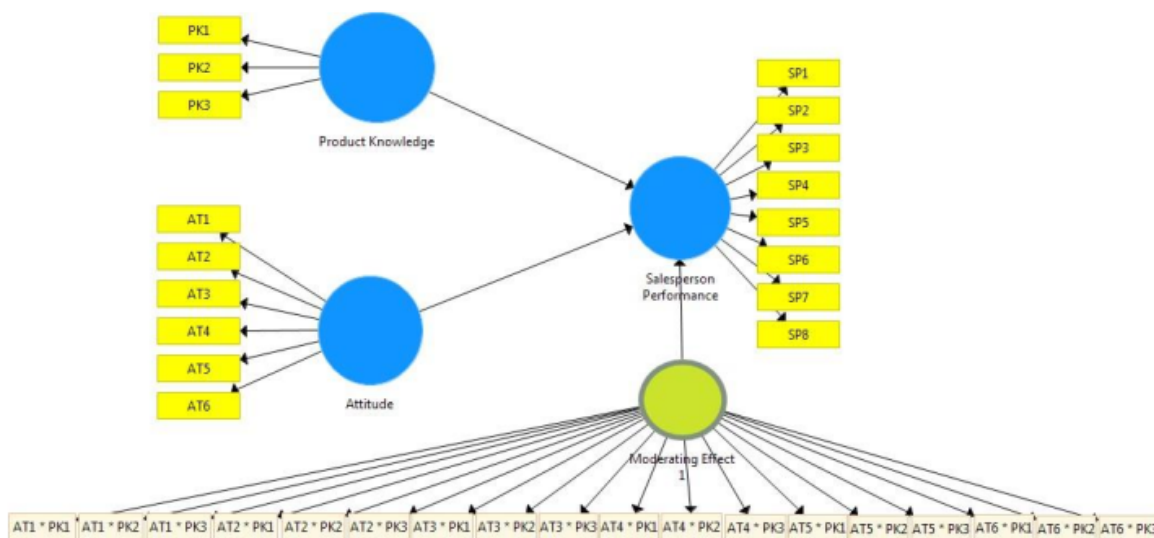 PK1
PK2
PK3
Product Knowledge
SP1
SP2
SP3
SP4
SP5
SP6
SP7
SP8
Salesperson
Performance
AT1
AT2
AT3
AT4
AT5
AT6
Attitude
Moderating Effect
1
AT1 * PK1
AT1 * PK2
AT1 * PK3
AT2 * PK1
AT2 * PK2
AT2 * PK3
AT3 * PK1
AT3 * PK2
AT3 * PK3
AT4 * PK1
AT4 * PK2
AT4 * PK3
AT5 * PK1
AT5 * PK2
AT5 * PK3
AT6 * PK1
AT6 * PK2
AT6 * PK3